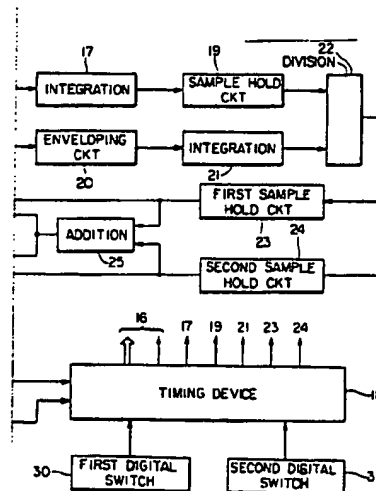 17
19
22
DIVISION
INTEGRATION
SAMPLE HOLD
CKT
ENVELOPING
CKT
INTEGRATION
20
21
FIRST SAMPLE
HOLD CKT
23
24
ADDITION
25
SECOND SAMPLE
HOLD CKT
16
17
19
21
23
24
TIMING DEVICE
30
FIRST DIGITAL
SWITCH
SECOND DIGITAL
SWITCH